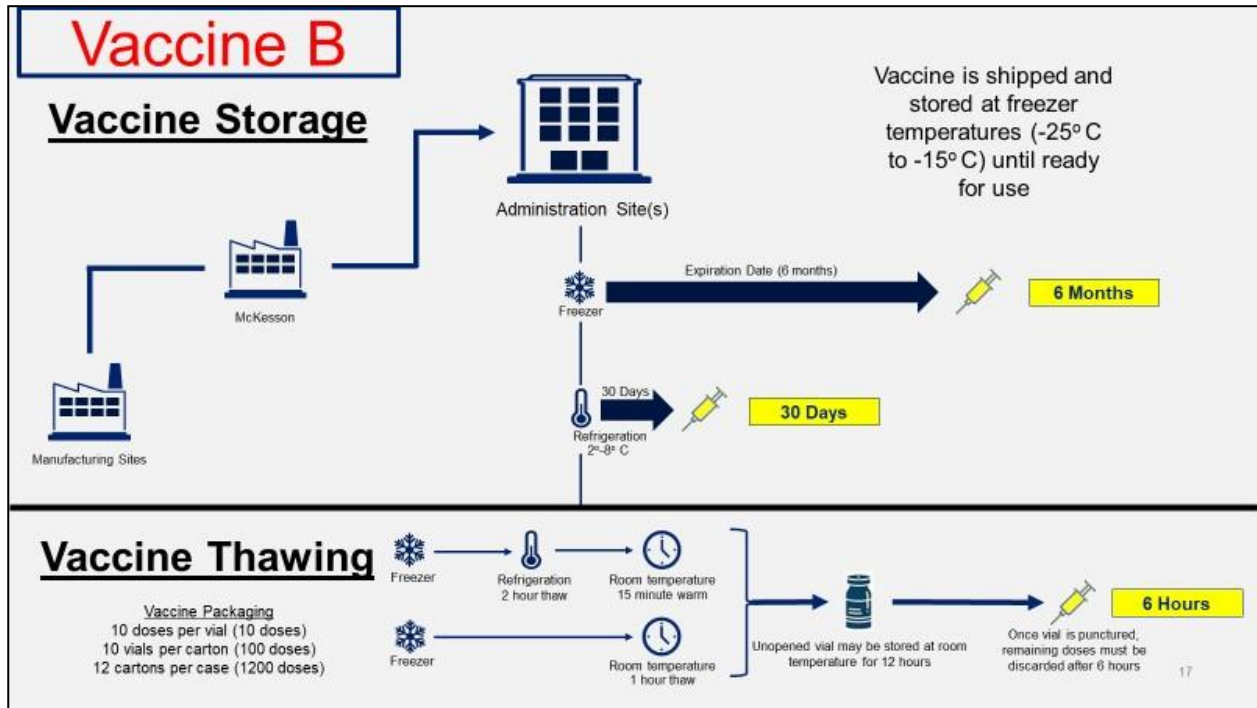 Vaccine B
Vaccine Storage
Vaccine is shipped and
stored at freezer
temperatures (-25º C
to -15º C) until ready
for use
Administration Site(s)
McKesson
Manufacturing Sites
Expiration Date (6 months)
Freezer
6 Months
30 Days
30 Days
Refrigeration
2º-8º C
Vaccine Thawing
Vaccine Packaging
10 doses per vial (10 doses)
10 vials per carton (100 doses)
12 cartons per case (1200 doses)
Freezer
Refrigeration
2 hour thaw
Room temperature
15 minute warm
Freezer
Room temperature
1 hour thaw
Unopened vial may be stored at room
temperature for 12 hours
6 Hours
Once vial is punctured,
remaining doses must be
discarded after 6 hours
17